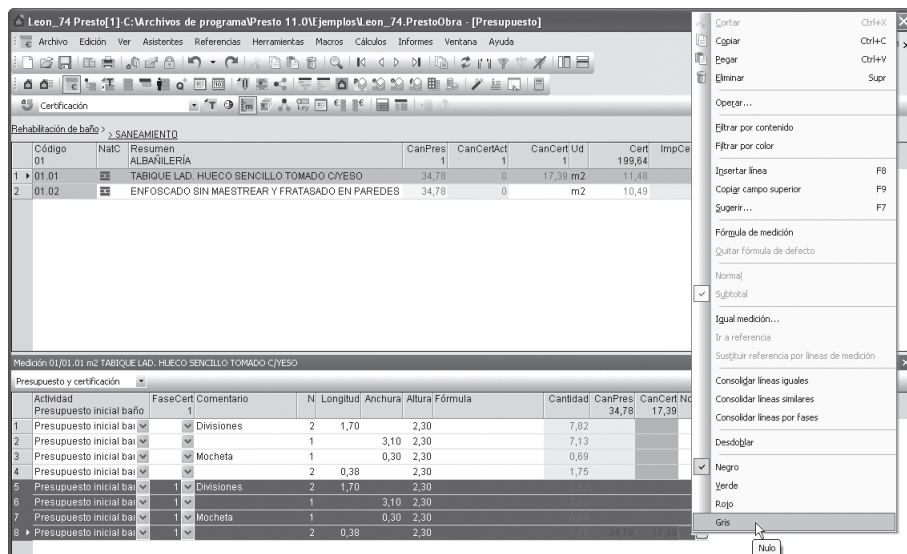 Leon_74 Presto[1]-C:\Archivos de programa\Presto 11.0\Ejemplos\Leon_74.PrestoObra - [Presupuesto]
Archivo Edición Ver Asistentes Referencias Herramientas Macros Cálculos Informes Ventana Ayuda
Certificación
Rehabilitación de baño > > SANEAMIENTO
Código NatC Resumen CanPres CanCertAct CanCert Ud Cert ImpCe
01 ALBAÑILERÍA 1 1 1 199,64
1 01.01 TABIQUE LAD. HUECO SENCILLO TOMADO C/YESO 34,78 0 17,39 m2 11,48
2 01.02 ENFOSCADO SIN MAESTREAR Y FRATASADO EN PAREDES 34,78 0 m2 10,49
Medición 01/01.01 m2 TABIQUE LAD. HUECO SENCILLO TOMADO C/YESO
Presupuesto y certificación
Actividad FaseCert Comentario N Longitud Anchura Altura Fórmula Cantidad CanPres CanCert No
Presupuesto inicial baño 1 34,78 17,39
1 Presupuesto inicial bai Divisiones 2 1,70 2,30 7,82
2 Presupuesto inicial bai 1 3,10 2,30 7,13
3 Presupuesto inicial bai Mocheta 1 0,30 2,30 0,69
4 Presupuesto inicial bai 2 0,38 2,30 1,75
5 Presupuesto inicial bai 1 Divisiones 2 1,70 2,30
6 Presupuesto inicial bai 1 1 3,10 2,30
7 Presupuesto inicial bai 1 Mocheta 1 0,30 2,30
8 Presupuesto inicial bai 1 2 0,38 2,30 34,78 17,39
Cortar Ctrl+X
Copiar Ctrl+C
Pegar Ctrl+V
Eliminar Supr
Operar...
Filtrar por contenido
Filtrar por color
Insertar línea F8
Copiar campo superior F9
Sugerir... F7
Fórmula de medición
Quitar fórmula de defecto
Normal
Subtotal
Igual medición...
Ir a referencia
Sustituir referencia por líneas de medición
Consolidar líneas iguales
Consolidar líneas similares
Consolidar líneas por fases
Desdoblar
Negro
Verde
Rojo
Gris
Nulo